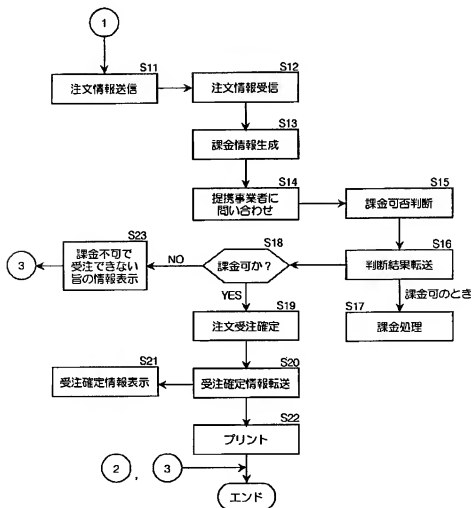 1
S11
注文情報送信
S12
注文情報受信
S13
課金情報生成
S14
提携事業者に
問い合わせ
S15
課金可否判断
S16
判断結果転送
課金可のとき
S17
課金処理
S18
課金可か?
NO
YES
S23
課金不可で
受注できない
旨の情報表示
3
S19
注文受注確定
S20
受注確定情報転送
S21
受注確定情報表示
S22
プリント
2 , 3
エンド